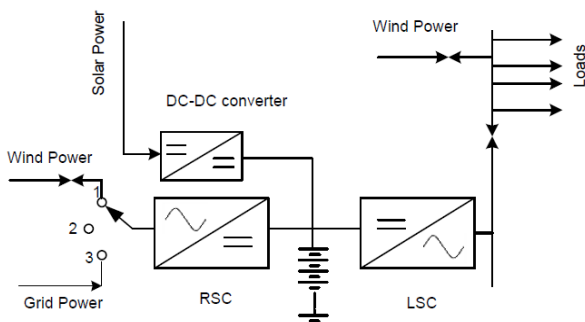 Solar Power
Wind Power
Loads
DC-DC converter
Wind Power
1
2
3
Grid Power
RSC
LSC